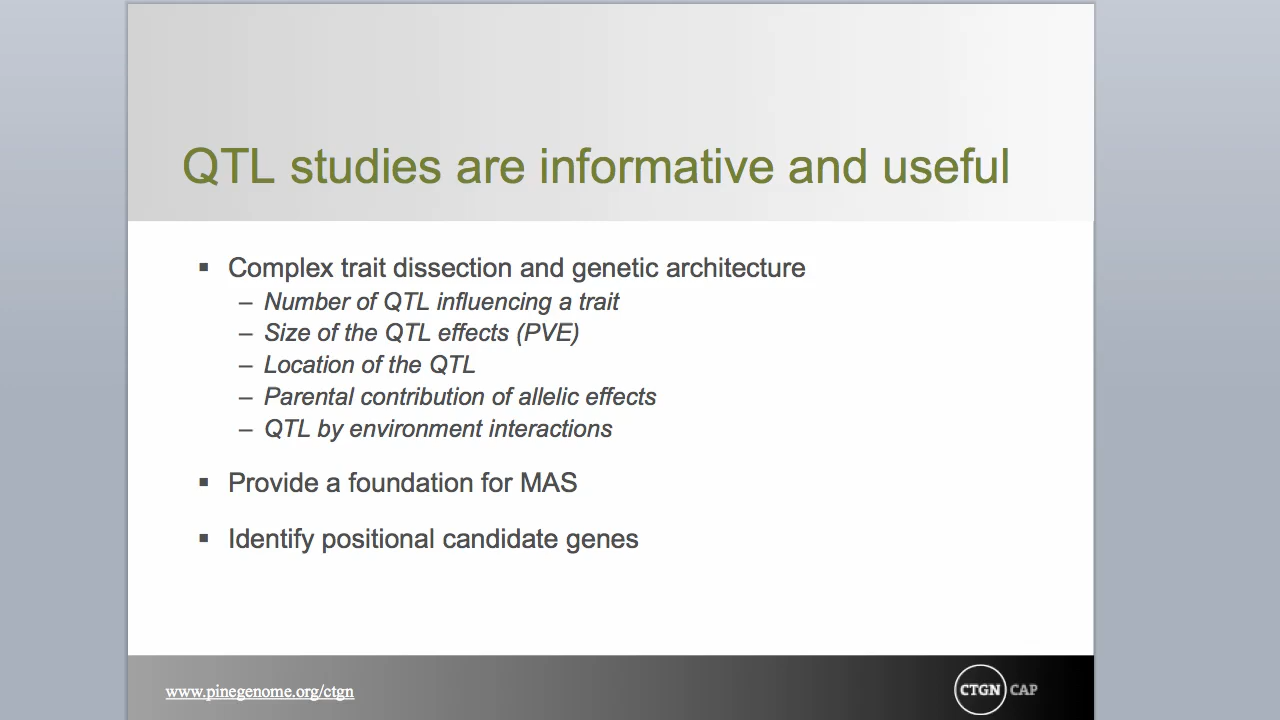 QTL studies are informative and useful
▪ Complex trait dissection and genetic architecture
– Number of QTL influencing a trait
– Size of the QTL effects (PVE)
– Location of the QTL
– Parental contribution of allelic effects
– QTL by environment interactions
▪ Provide a foundation for MAS
▪ Identify positional candidate genes
www.pinegenome.org/ctgn
CTGN CAP